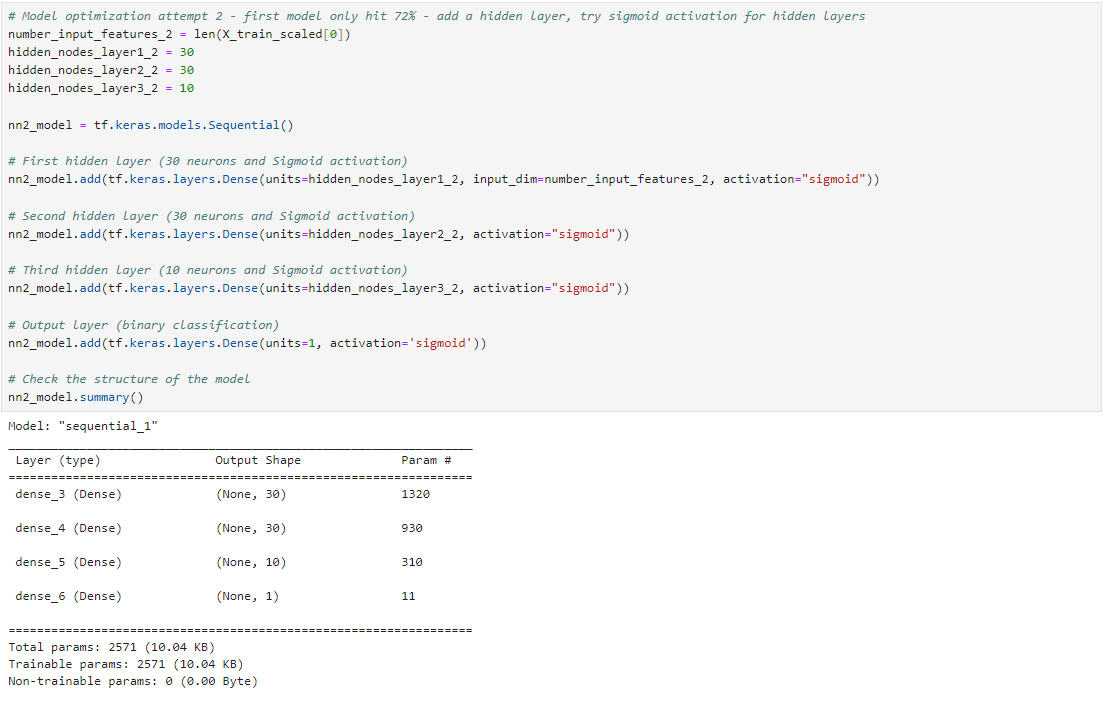 # Model optimization attempt 2 - first model only hit 72% - add a hidden layer, try sigmoid activation for hidden layers
number_input_features_2 = len(X_train_scaled[0])
hidden_nodes_layer1_2 = 30
hidden_nodes_layer2_2 = 30
hidden_nodes_layer3_2 = 10
nn2_model = tf.keras.models.Sequential()
# First hidden layer (30 neurons and Sigmoid activation)
nn2_model.add(tf.keras.layers.Dense(units=hidden_nodes_layer1_2, input_dim=number_input_features_2, activation="sigmoid"))
# Second hidden layer (30 neurons and Sigmoid activation)
nn2_model.add(tf.keras.layers.Dense(units=hidden_nodes_layer2_2, activation="sigmoid"))
# Third hidden layer (10 neurons and Sigmoid activation)
nn2_model.add(tf.keras.layers.Dense(units=hidden_nodes_layer3_2, activation="sigmoid"))
# Output layer (binary classification)
nn2_model.add(tf.keras.layers.Dense(units=1, activation='sigmoid'))
# Check the structure of the model
nn2_model.summary()
Model: "sequential_1"
_________________________________________________________________
Layer (type) Output Shape Param #
=================================================================
dense_3 (Dense) (None, 30) 1320
dense_4 (Dense) (None, 30) 930
dense_5 (Dense) (None, 10) 310
dense_6 (Dense) (None, 1) 11
=================================================================
Total params: 2571 (10.04 KB)
Trainable params: 2571 (10.04 KB)
Non-trainable params: 0 (0.00 Byte)